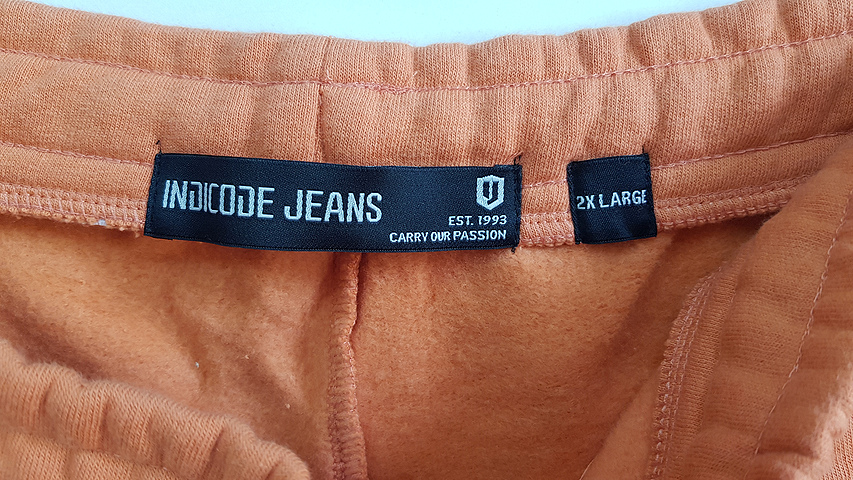 INDICODE JEANS
EST. 1993
CARRY OUR PASSION
2X LARGE